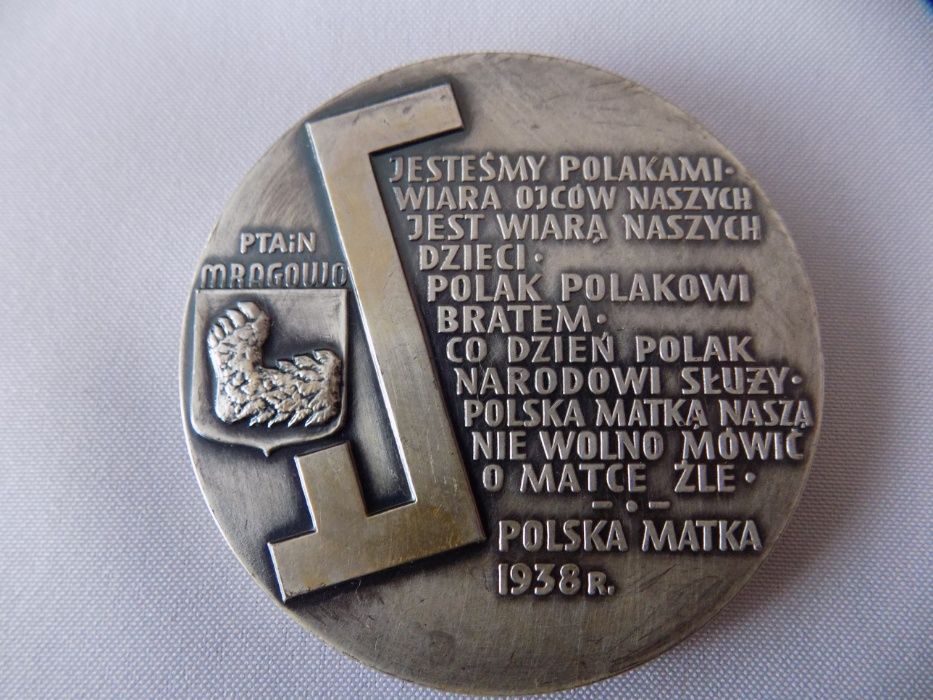 PTAiN
MRĄGOWO
JESTEŚMY POLAKAMI·
WIARA OJCÓW NASZYCH
JEST WIARĄ NASZYCH
DZIECI·
POLAK POLAKOWI
BRATEM·
CO DZIEŃ POLAK
NARODOWI SŁUŻY·
POLSKA MATKĄ NASZĄ
NIE WOLNO MÓWIĆ
O MATCE ŹLE·
– · –
POLSKA MATKA
1938 R.